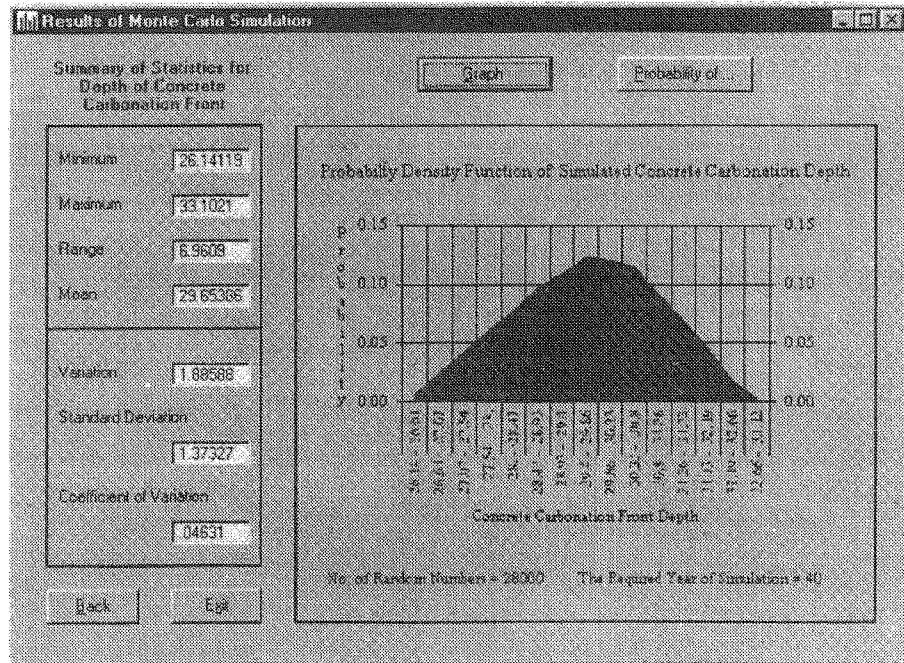 Results of Monte Carlo Simulation
Summary of Statistics for
Depth of Concrete
Carbonation Front
Graph
Probability of ...
Minimum
26.14119
Maximum
33.1021
Range
6.9609
Mean
29.65366
Variation
1.88588
Standard Deviation
1.37327
Coefficient of Variation
.04631
Back
Exit
Probabilty Density Function of Simulated Concrete Carbonation Depth
Probability
0.15
0.10
0.05
0.00
0.15
0.10
0.05
0.00
Concrete Carbonation Front Depth
No. of Random Numbers = 28000
The Required Year of Simulation = 40